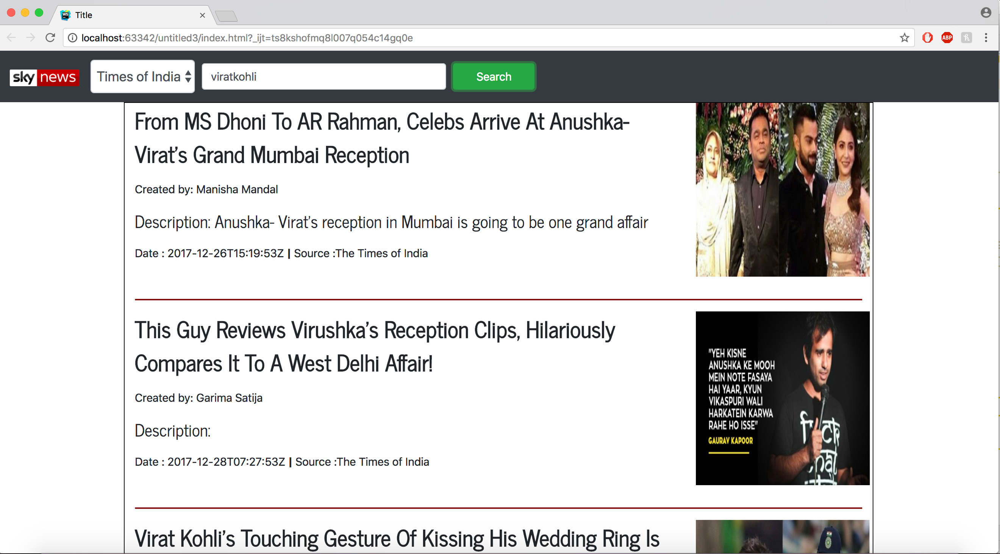 WS Title
localhost:63342/untitled3/index.html?_ijt=ts8kshofmq8l007q054c14gq0e
ABP
sky news
Times of India
viratkohli
Search
From MS Dhoni To AR Rahman, Celebs Arrive At Anushka-
Virat's Grand Mumbai Reception
Created by: Manisha Mandal
Description: Anushka- Virat's reception in Mumbai is going to be one grand affair
Date : 2017-12-26T15:19:53Z | Source :The Times of India
This Guy Reviews Virushka's Reception Clips, Hilariously
Compares It To A West Delhi Affair!
Created by: Garima Satija
Description:
Date : 2017-12-28T07:27:53Z | Source :The Times of India
"YEH KISNE
ANUSHKA KE MOOH
MEIN NOTE FASAYA
HAI YAAR, KYUN
VIKASPURI WALI
HARKATEIN KARWA
RAHE HO ISSE"
GAURAV KAPOOR
Virat Kohli's Touching Gesture Of Kissing His Wedding Ring Is